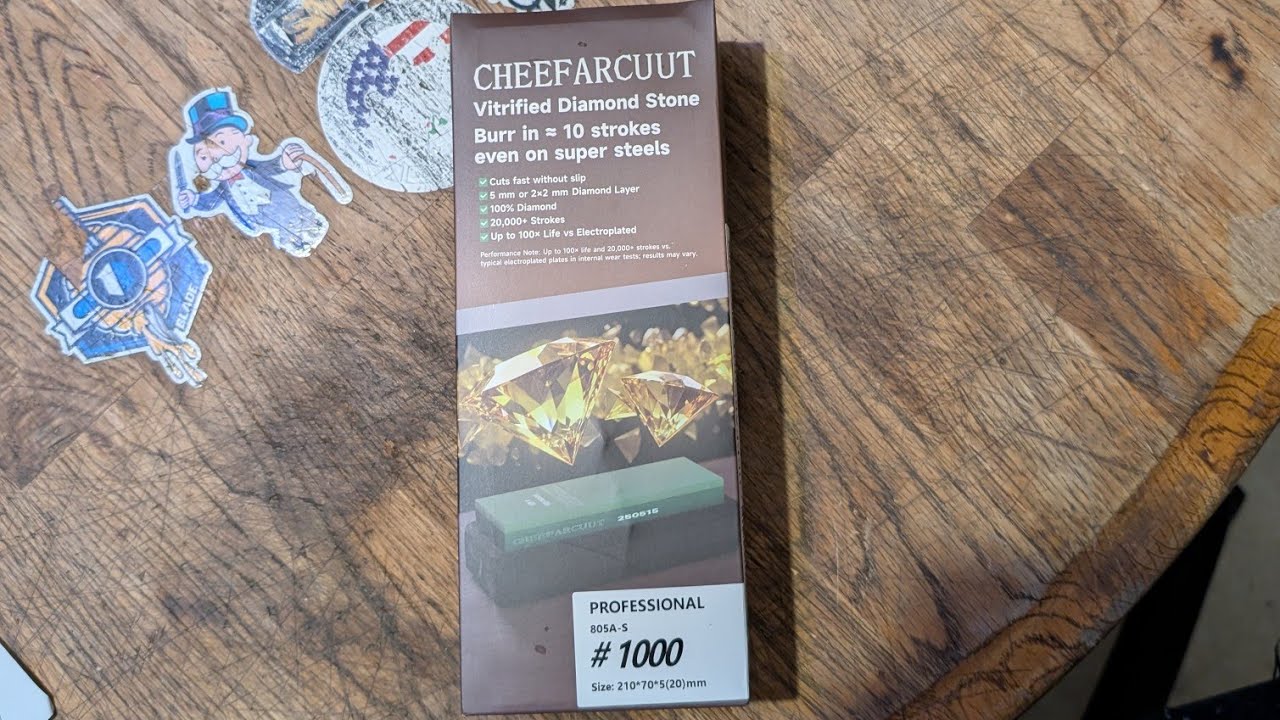 CHEEFARCUUT
Vitrified Diamond Stone
Burr in ≈ 10 strokes
even on super steels
Cuts fast without slip
5 mm or 2×2 mm Diamond Layer
100% Diamond
20,000+ Strokes
Up to 100× Life vs Electroplated
Performance Note: Up to 100× life and 20,000+ strokes vs.
typical electroplated plates in internal wear tests; results may vary.
BLADE
CHEEFARCUUT 250515
PROFESSIONAL
805A-S
# 1000
Size: 210*70*5(20)mm